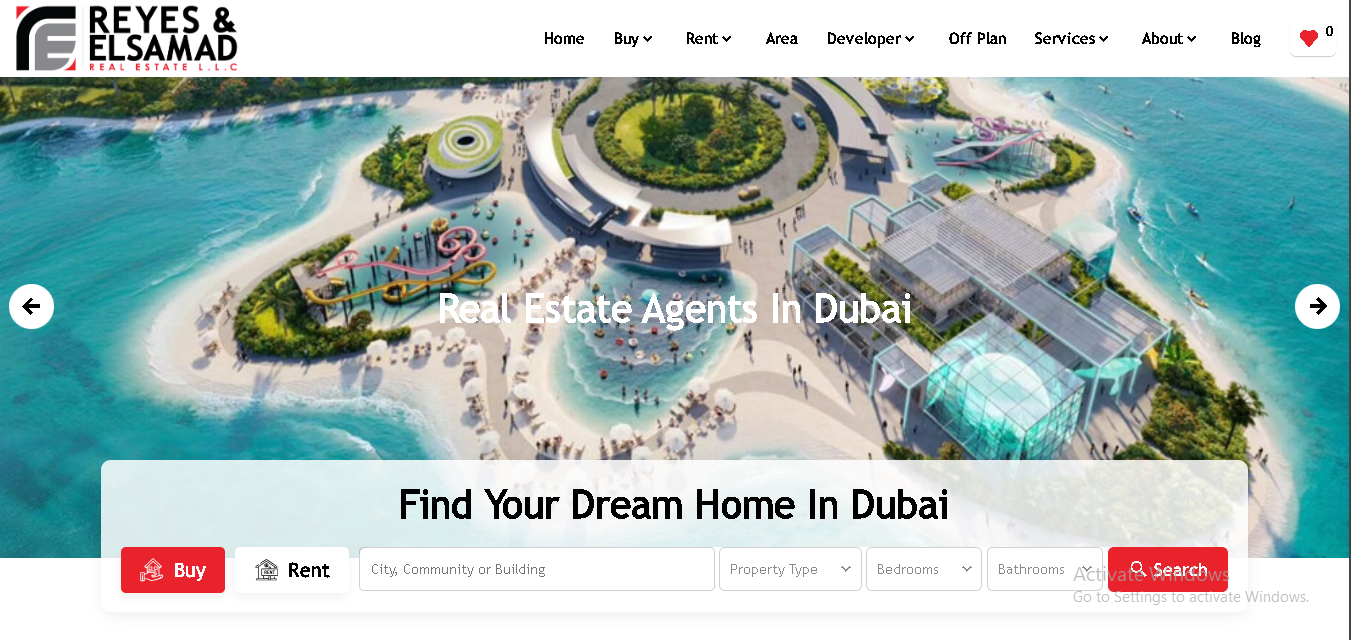 REYES &
ELSAMAD
REAL ESTATE L.L.C
Home Buy Rent Area Developer Off Plan Services About Blog 0
Real Estate Agents In Dubai
Find Your Dream Home In Dubai
Buy Rent City, Community or Building Property Type Bedrooms Bathrooms Search
Activate Windows
Go to Settings to activate Windows.